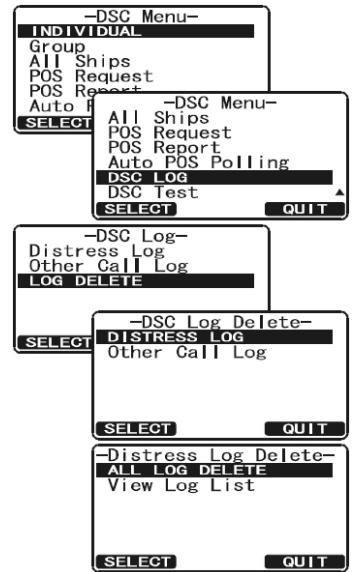 -DSC Menu-
INDIVIDUAL
Group
All Ships
POS Request
POS Report
Auto
SELECT
-DSC Menu-
All Ships
POS Request
POS Report
Auto POS Polling
DSC LOG
DSC Test
SELECT QUIT
-DSC Log-
Distress Log
Other Call Log
LOG DELETE
SELECT
-DSC Log Delete-
DISTRESS LOG
Other Call Log
SELECT QUIT
-Distress Log Delete-
ALL LOG DELETE
View Log List
SELECT QUIT